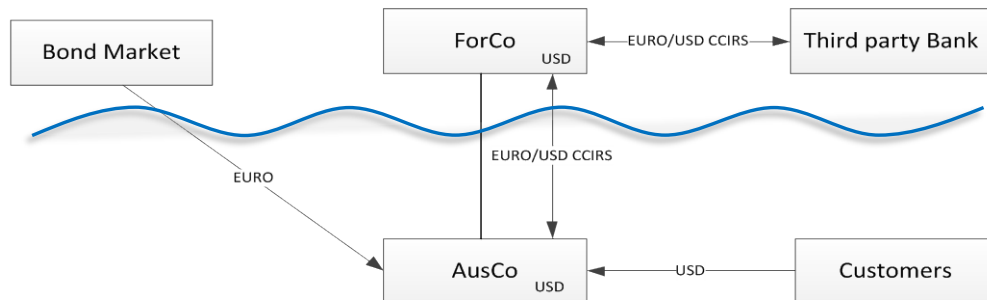 Bond Market
ForCo
USD
EURO/USD CCIRS
Third party Bank
EURO/USD CCIRS
EURO
AusCo
USD
USD
Customers